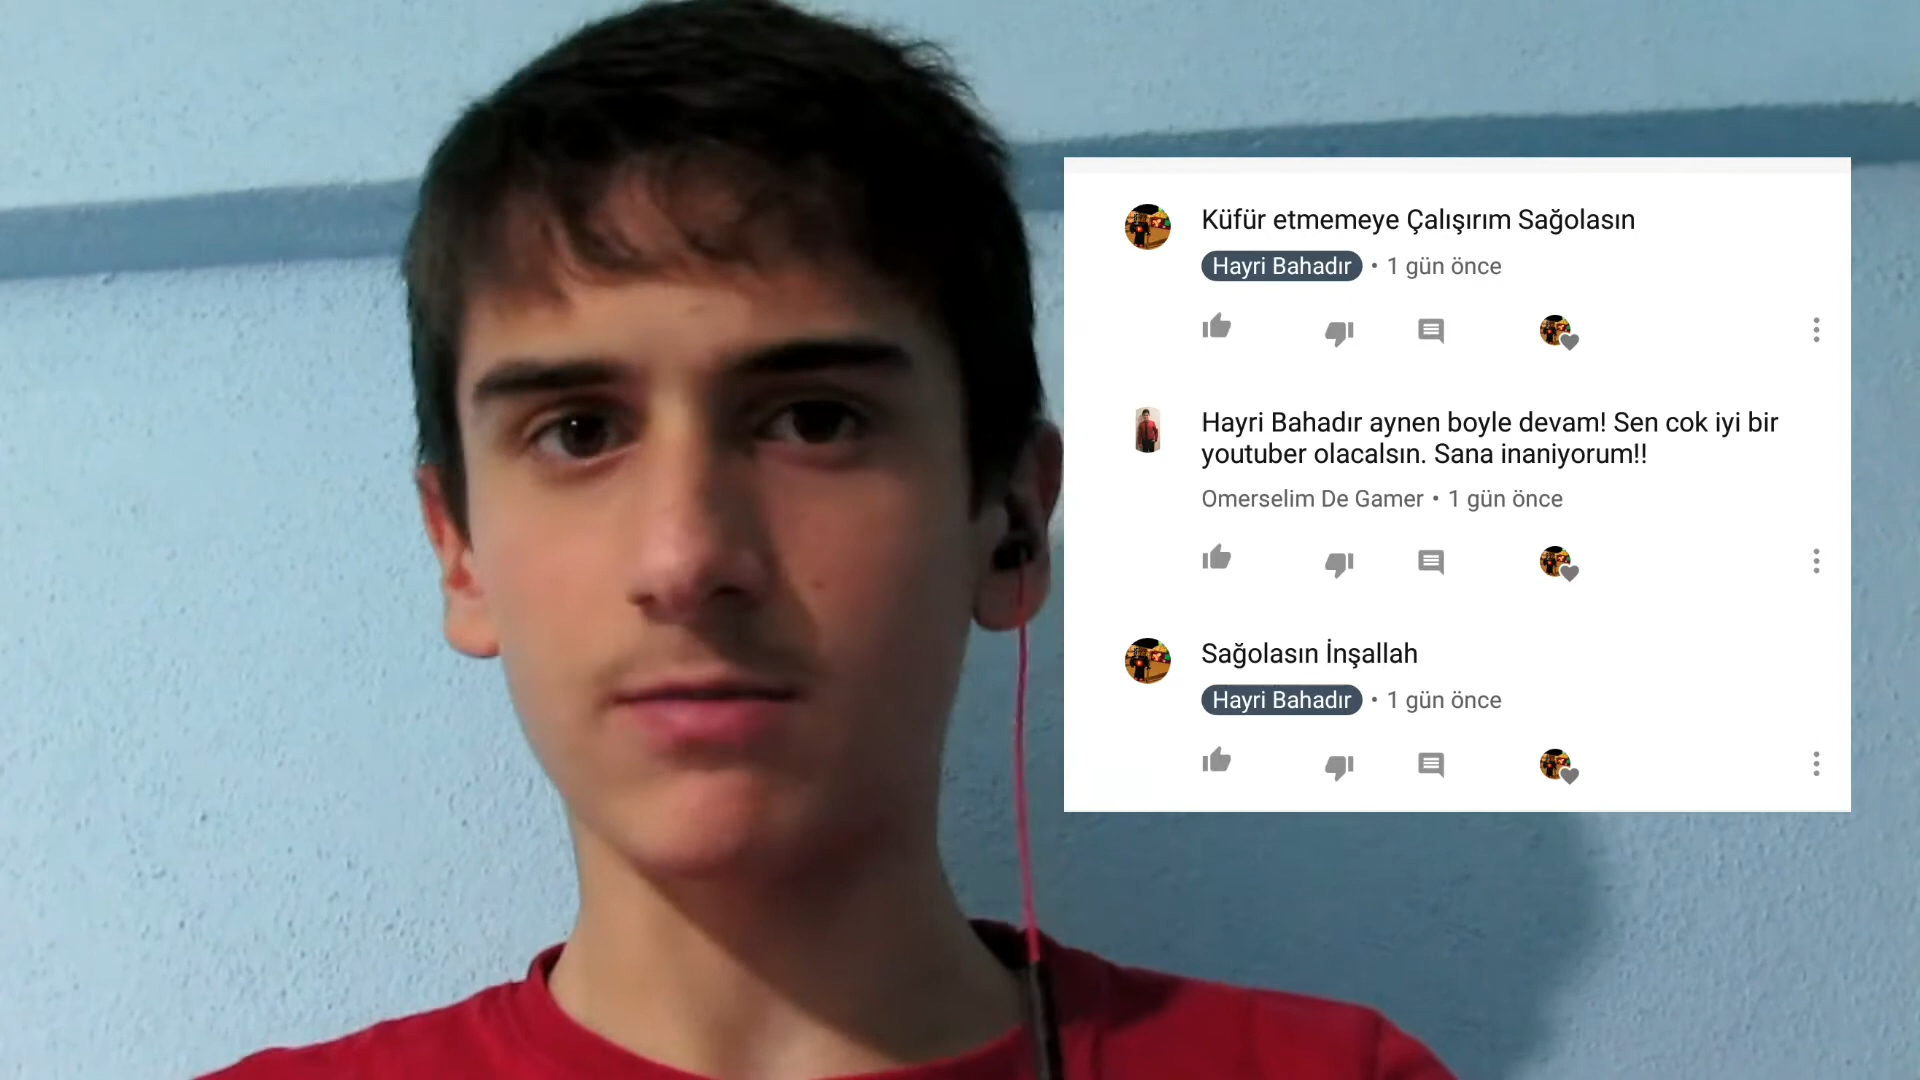 Küfür etmemeye Çalışırım Sağolasın
Hayri Bahadır • 1 gün önce
Hayri Bahadır aynen boyle devam! Sen cok iyi bir
youtuber olacalsın. Sana inaniyorum!!
Omerselim De Gamer • 1 gün önce
Sağolasın İnşallah
Hayri Bahadır • 1 gün önce